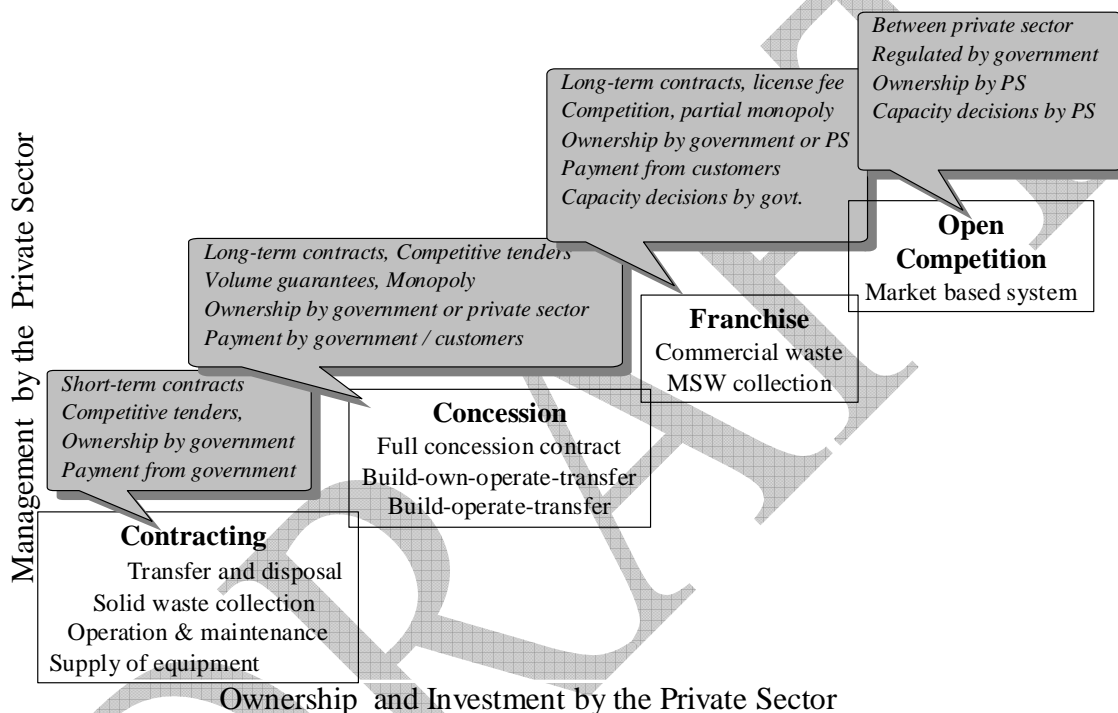 Between private sector
Regulated by government
Ownership by PS
Capacity decisions by PS
Long-term contracts, license fee
Competition, partial monopoly
Ownership by government or PS
Payment from customers
Capacity decisions by govt.
Open
Competition
Market based system
Long-term contracts, Competitive tenders
Volume guarantees, Monopoly
Ownership by government or private sector
Payment by government / customers
Franchise
Commercial waste
MSW collection
Short-term contracts
Competitive tenders,
Ownership by government
Payment from government
Concession
Full concession contract
Build-own-operate-transfer
Build-operate-transfer
Contracting
Transfer and disposal
Solid waste collection
Operation & maintenance
Supply of equipment
Management by the Private Sector
Ownership and Investment by the Private Sector
DRAFT